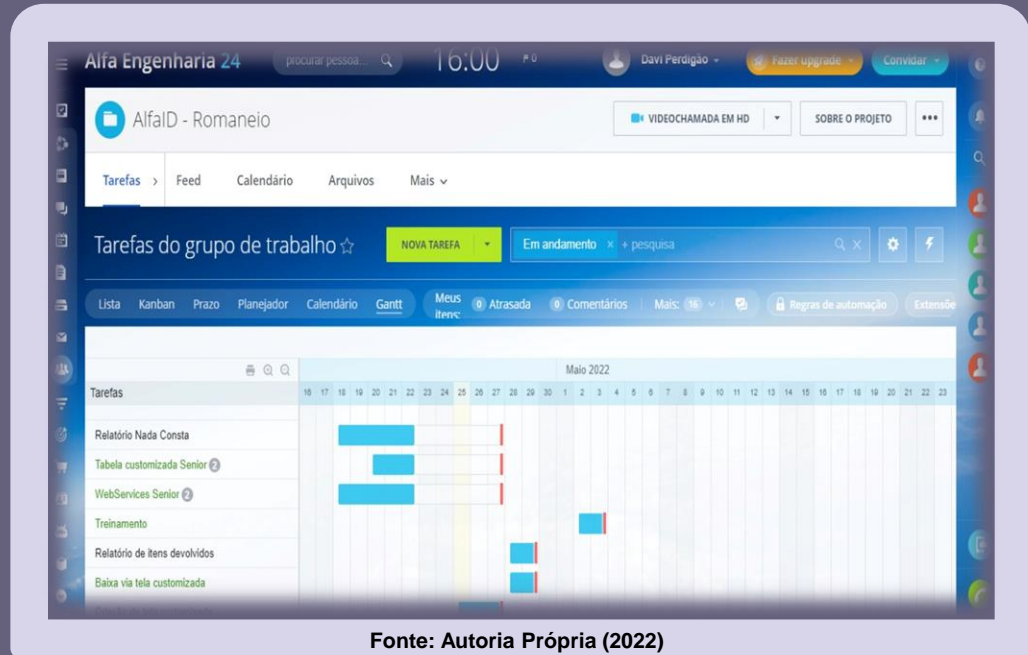 Alfa Engenharia 24 procurar pessoa... 16:00 0 Davi Perdigão Fazer upgrade Convidar
AlfaID - Romaneio VIDEOCHAMADA EM HD SOBRE O PROJETO
Tarefas > Feed Calendário Arquivos Mais
Tarefas do grupo de trabalho NOVA TAREFA Em andamento x + pesquisa
Lista Kanban Prazo Planejador Calendário Gantt Meus itens: 0 Atrasada 0 Comentários Mais: 16 Regras de automação Extensõe
Maio 2022
Tarefas 16 17 18 19 20 21 22 23 24 25 26 27 28 29 30 1 2 3 4 5 6 7 8 9 10 11 12 13 14 15 16 17 18 19 20 21 22 23
Relatório Nada Consta
Tabela customizada Senior 2
WebServices Senior 2
Treinamento
Relatório de itens devolvidos
Baixa via tela customizada
Fonte: Autoria Própria (2022)